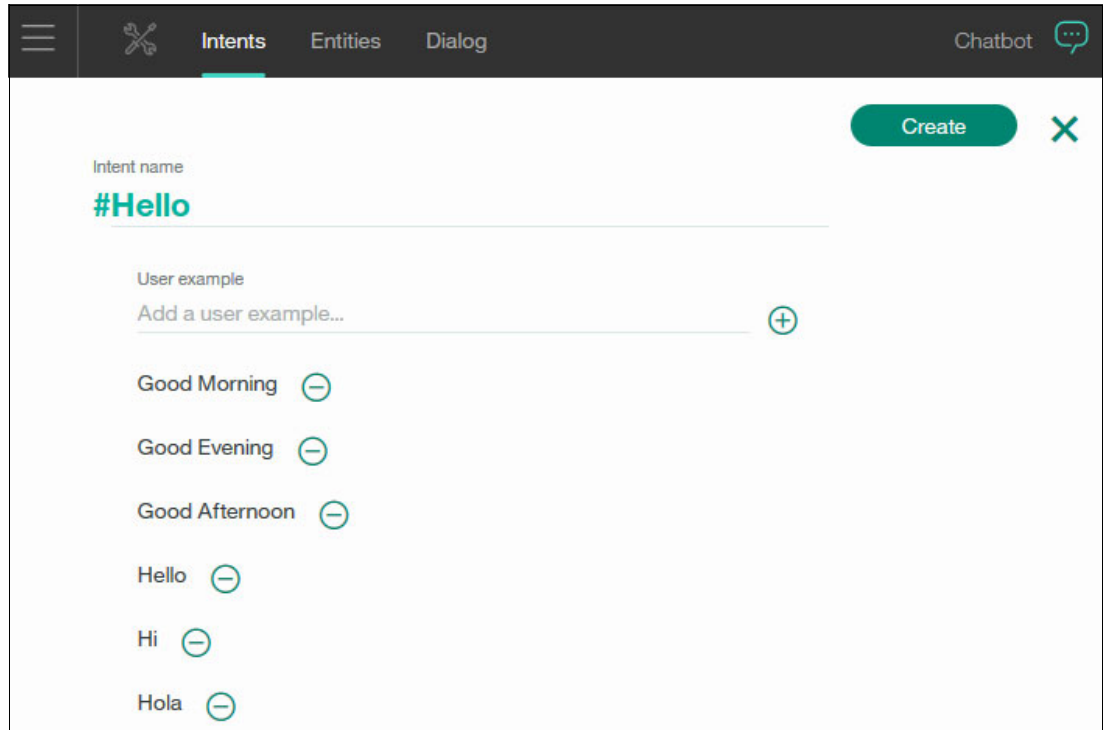 Intents Entities Dialog Chatbot
Create
Intent name
#Hello
User example
Add a user example...
Good Morning
Good Evening
Good Afternoon
Hello
Hi
Hola